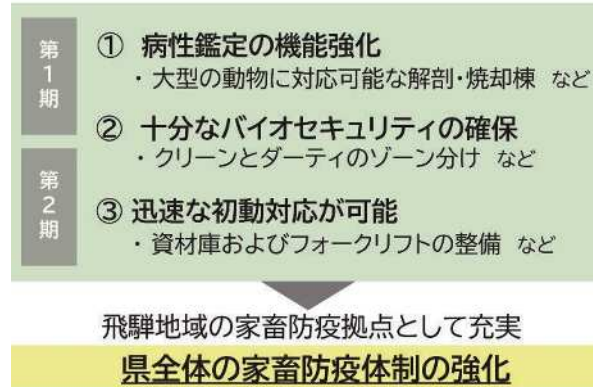 第1期
① 病性鑑定の機能強化
・大型の動物に対応可能な解剖・焼却棟 など
② 十分なバイオセキュリティの確保
・クリーンとダーティのゾーン分け など
第2期
③ 迅速な初動対応が可能
・資材庫およびフォークリフトの整備 など
飛騨地域の家畜防疫拠点として充実
県全体の家畜防疫体制の強化